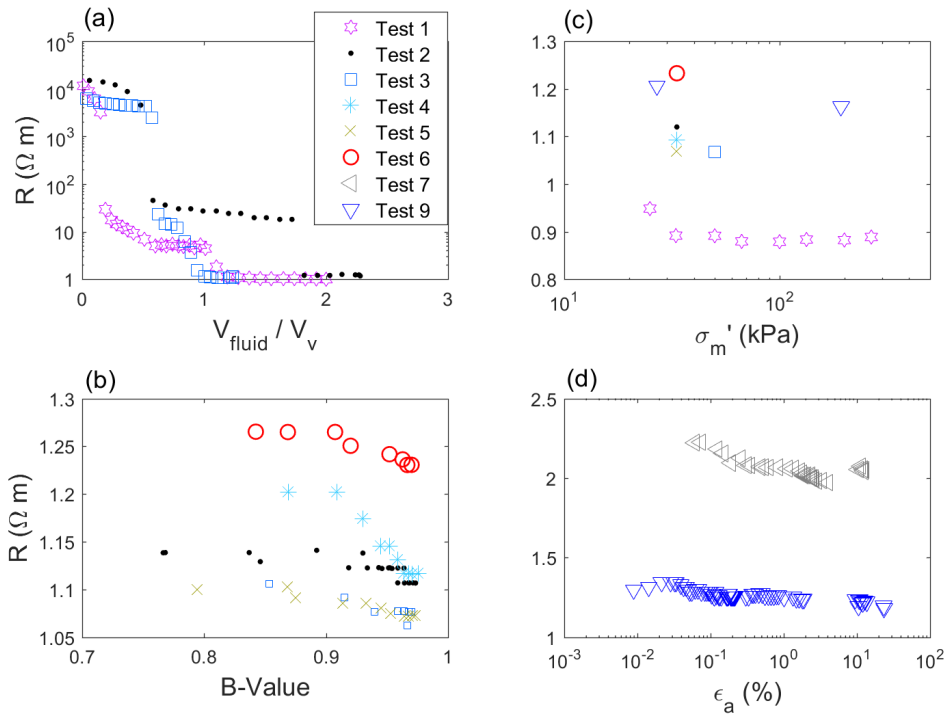 (a)
R (Ω m)
10^5
10^4
10^3
10^2
10
1
0 1 2 3
V_fluid / V_v
Test 1
Test 2
Test 3
Test 4
Test 5
Test 6
Test 7
Test 9
(c)
1.3
1.2
1.1
1
0.9
0.8
10^1 10^2
σ_m' (kPa)
(b)
R (Ω m)
1.3
1.25
1.2
1.15
1.1
1.05
0.7 0.8 0.9 1
B-Value
(d)
2.5
2
1.5
1
10^-3 10^-2 10^-1 10^0 10^1 10^2
ϵ_a (%)